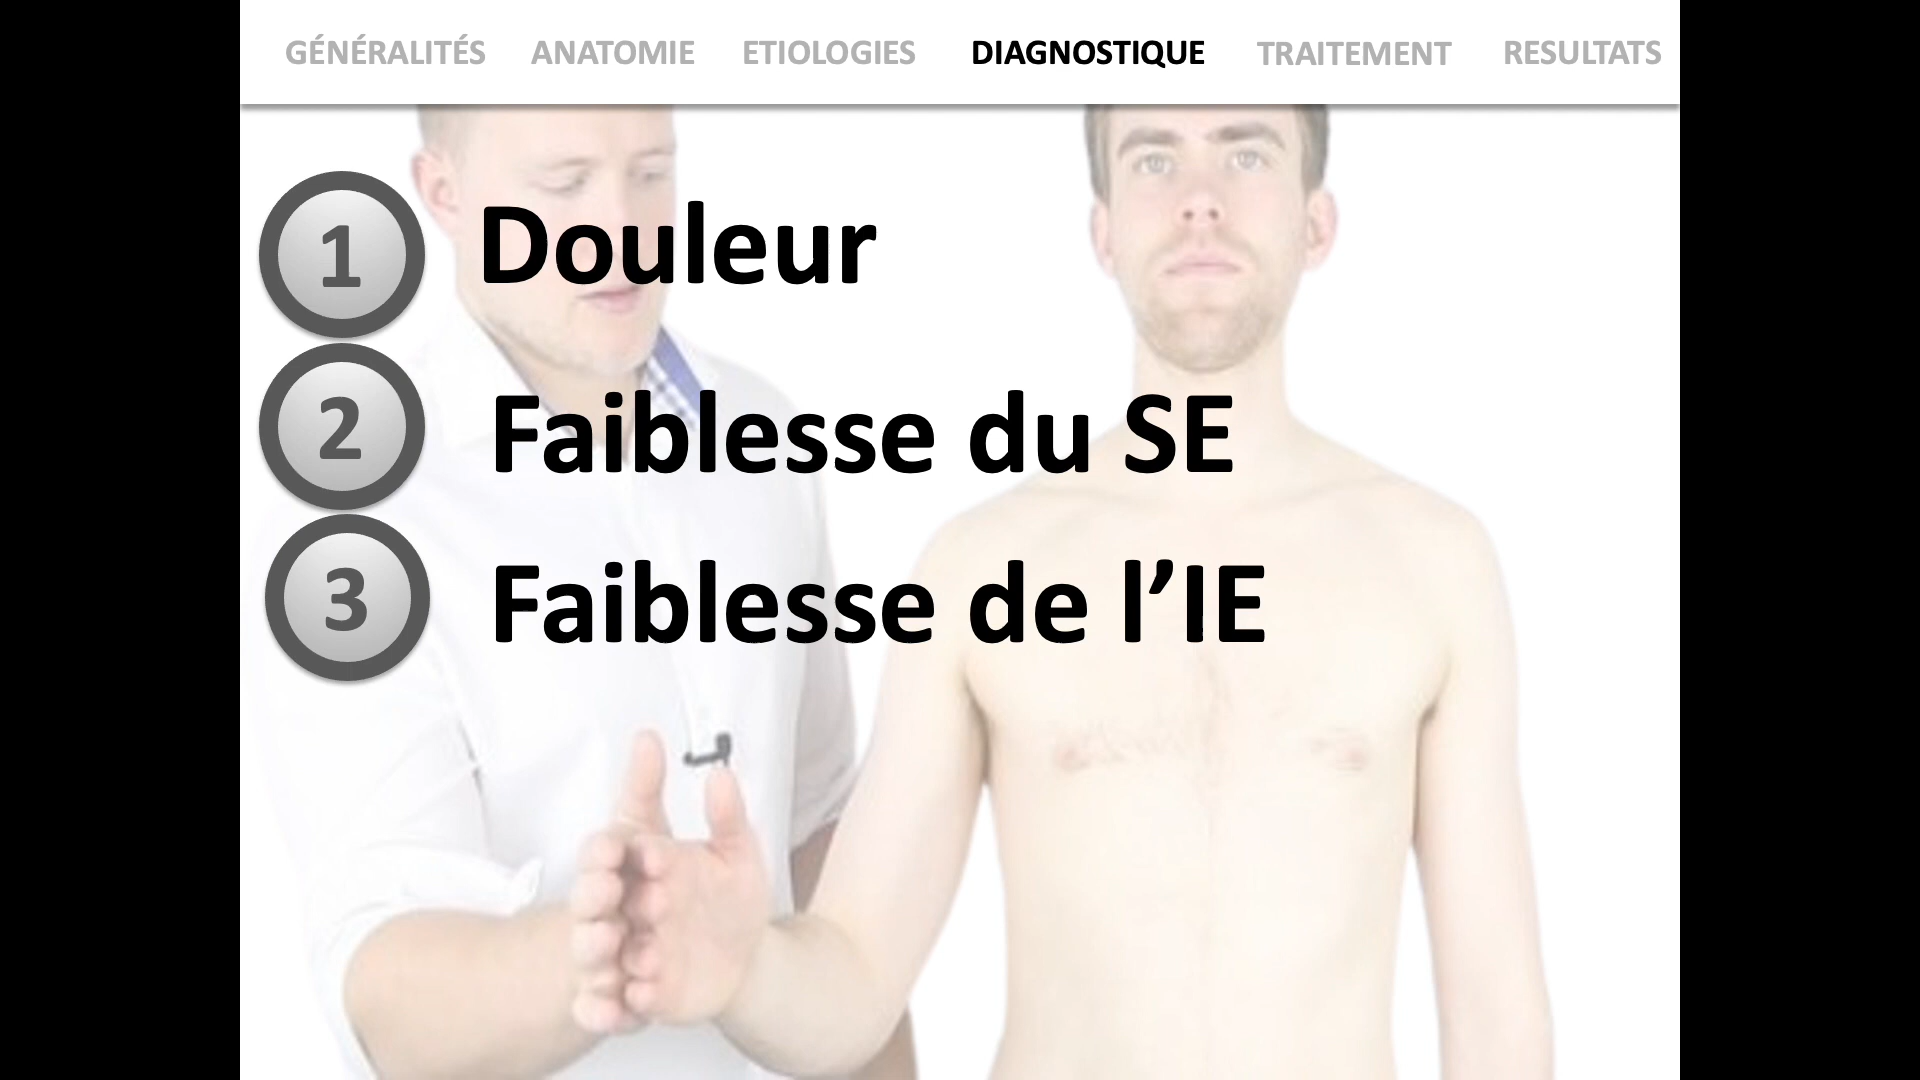 GÉNÉRALITÉS ANATOMIE ETIOLOGIES DIAGNOSTIQUE TRAITEMENT RESULTATS
1 Douleur
2 Faiblesse du SE
3 Faiblesse de l’IE